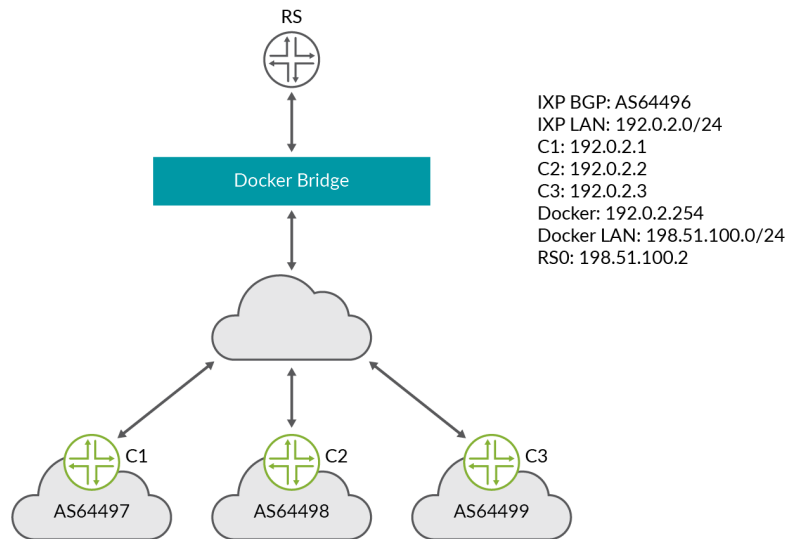 RS
Docker Bridge
IXP BGP: AS64496
IXP LAN: 192.0.2.0/24
C1: 192.0.2.1
C2: 192.0.2.2
C3: 192.0.2.3
Docker: 192.0.2.254
Docker LAN: 198.51.100.0/24
RS0: 198.51.100.2
C1
C2
C3
AS64497
AS64498
AS64499